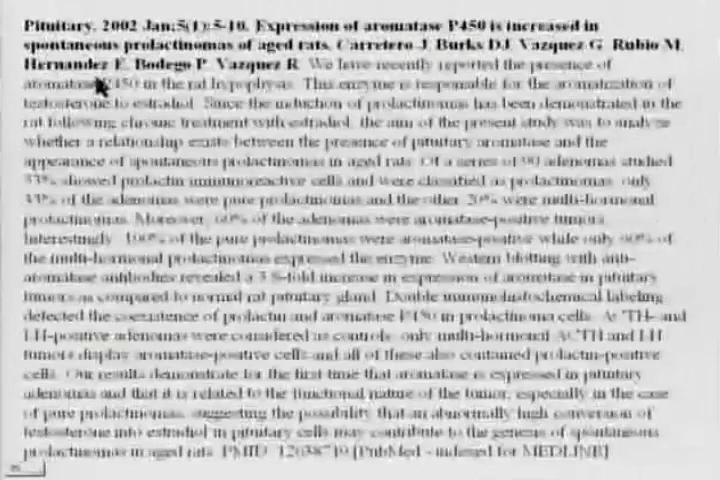 Pituitary. 2002 Jan;5(1):5-10. Expression of aromatase P450 is increased in
spontaneous prolactinomas of aged rats. Carretero J, Burks DJ, Vazquez G, Rubio M,
Hernandez E, Bodego P, Vazquez R. We have recently reported the presence of
aromatase P450 in the rat hypophysis. This enzyme is responsible for the aromatization of
testosterone to estradiol. Since the induction of prolactinomas has been demonstrated in the
rat following chronic treatment with estradiol, the aim of the present study was to analyze
whether a relationship exists between the presence of pituitary aromatase and the
appearance of spontaneous prolactinomas in aged rats. Of a series of 90 adenomas studied
showed prolactin immunoreactive cells and were classified as prolactinomas, only
33% of the adenomas were pure prolactinomas and the other 20% were multi-hormonal
prolactinomas. Moreover, 60% of the adenomas were aromatase-positive tumors.
Interestingly, 100% of the pure prolactinomas were aromatase-positive while only of
the multi-hormonal prolactinomas expressed the enzyme. Western blotting with anti-
aromatase antibodies revealed a increase in expression of aromatase in pituitary
tumors as compared to normal rat pituitary gland. Double immunohistochemical labeling
detected the coexistence of prolactin and aromatase P450 in prolactinoma cells. ACTH- and
LH-positive adenomas were considered as controls; only multi-hormonal ACTH and LH
tumors display aromatase-positive cells and all of these also contained prolactin-positive
cells. Our results demonstrate for the first time that aromatase is expressed in pituitary
adenomas and that it is related to the functional nature of the tumor, especially in the case
of pure prolactinomas, suggesting the possibility that an abnormally high conversion of
testosterone into estradiol in pituitary cells may contribute to the genesis of spontaneous
prolactinomas in aged rats. PMID: [PubMed - indexed for MEDLINE]